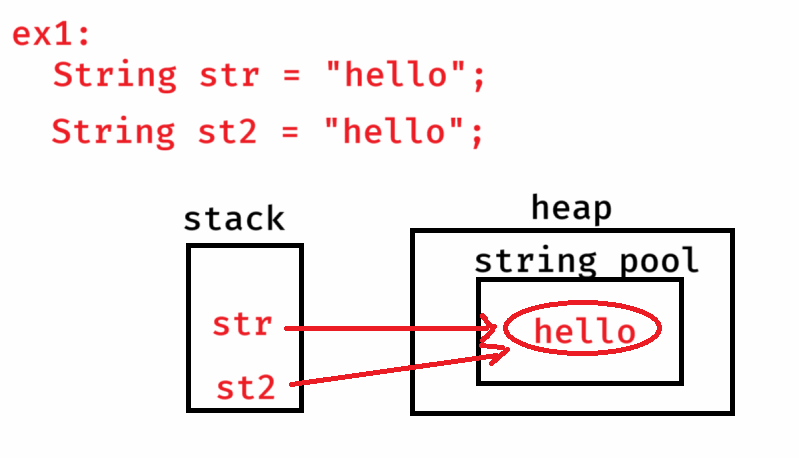 ex1:
String str = "hello";
String st2 = "hello";
stack
heap
string pool
str
hello
st2